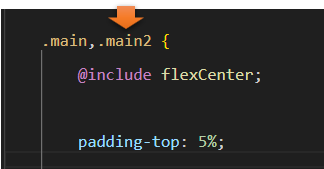 .main,.main2 {
@include flexCenter;
padding-top: 5%;